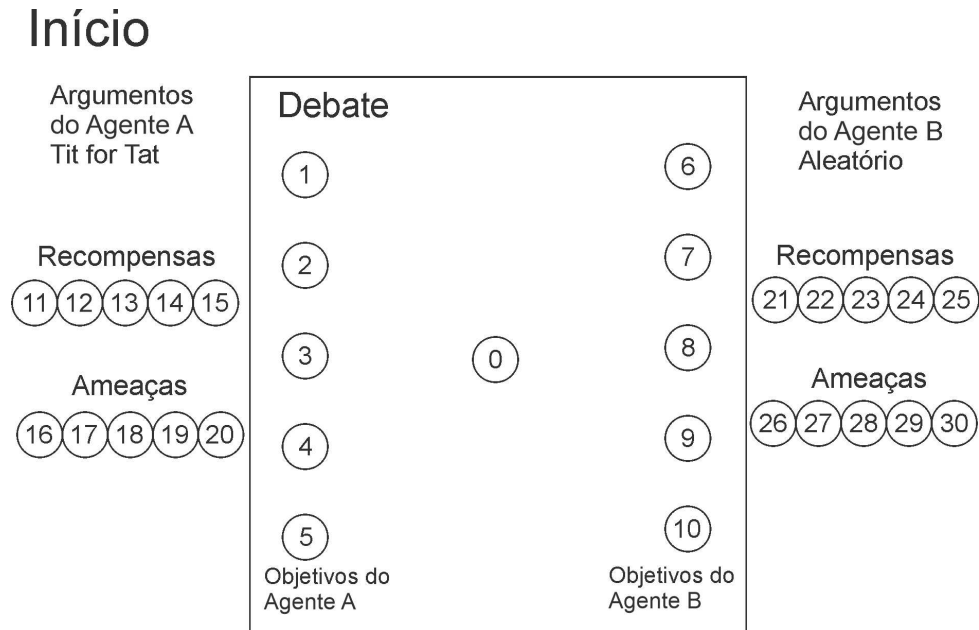 Início
Argumentos
do Agente A
Tit for Tat
Recompensas
11 12 13 14 15
Ameaças
16 17 18 19 20
Debate
1
2
3
4
5
Objetivos do
Agente A
0
6
7
8
9
10
Objetivos do
Agente B
Argumentos
do Agente B
Aleatório
Recompensas
21 22 23 24 25
Ameaças
26 27 28 29 30